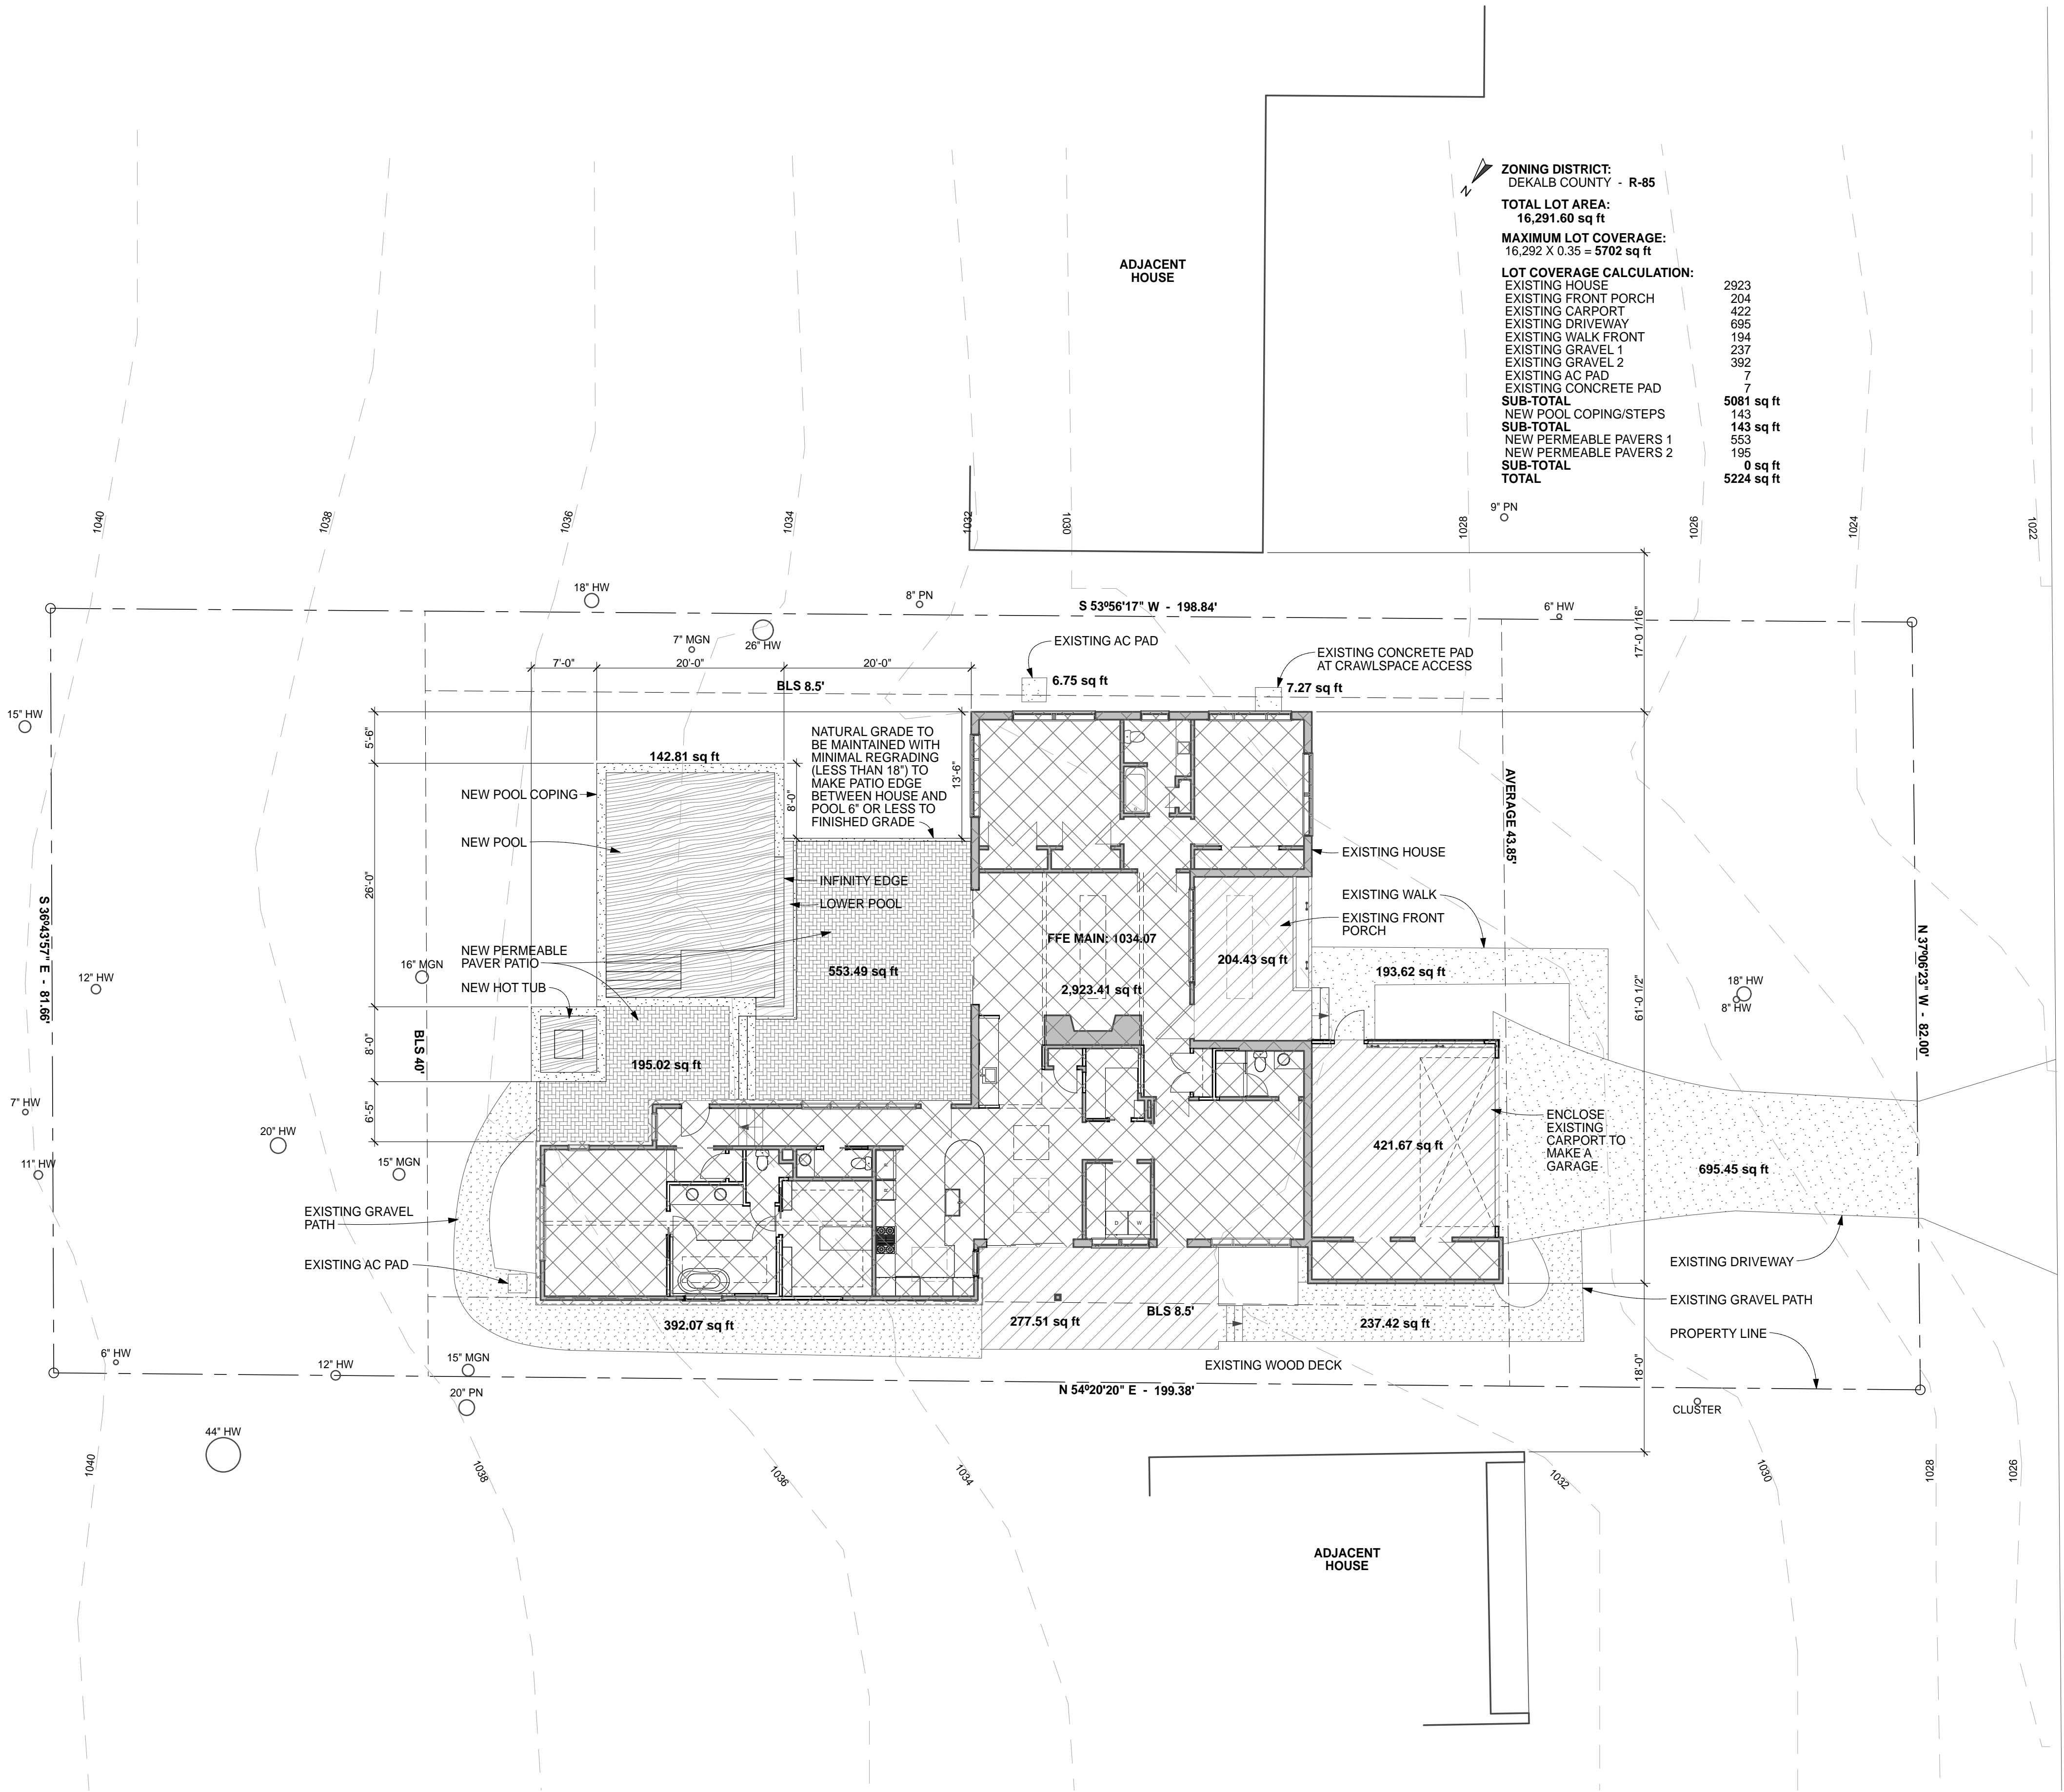 ZONING DISTRICT:
DEKALB COUNTY - R-85
N
TOTAL LOT AREA:
16,291.60 sq ft
MAXIMUM LOT COVERAGE:
16,292 X 0.35 = 5702 sq ft
LOT COVERAGE CALCULATION:
EXISTING HOUSE 2923
EXISTING FRONT PORCH 204
EXISTING CARPORT 422
EXISTING DRIVEWAY 695
EXISTING WALK FRONT 194
EXISTING GRAVEL 1 237
EXISTING GRAVEL 2 392
EXISTING AC PAD 7
EXISTING CONCRETE PAD 7
SUB-TOTAL 5081 sq ft
NEW POOL COPING/STEPS 143
SUB-TOTAL 143 sq ft
NEW PERMEABLE PAVERS 1 553
NEW PERMEABLE PAVERS 2 195
SUB-TOTAL 0 sq ft
TOTAL 5224 sq ft
ADJACENT
HOUSE
9" PN
1040
1038
1036
1034
1032
1030
1028
1026
1024
1022
18" HW
8" PN
S 53º56'17" W - 198.84'
6" HW
17'-0 1/16"
7" MGN
26" HW
EXISTING AC PAD
EXISTING CONCRETE PAD
AT CRAWLSPACE ACCESS
7'-0"
20'-0"
20'-0"
6.75 sq ft
7.27 sq ft
BLS 8.5'
15" HW
5'-6"
NATURAL GRADE TO
BE MAINTAINED WITH
MINIMAL REGRADING
(LESS THAN 18") TO
MAKE PATIO EDGE
BETWEEN HOUSE AND
POOL 6" OR LESS TO
FINISHED GRADE
13'-6"
142.81 sq ft
8'-0"
NEW POOL COPING
NEW POOL
AVERAGE 43.85'
EXISTING HOUSE
INFINITY EDGE
LOWER POOL
26'-0"
EXISTING WALK
EXISTING FRONT
PORCH
S 36º43'57" E - 81.66'
FFE MAIN: 1034.07
NEW PERMEABLE
PAVER PATIO
553.49 sq ft
204.43 sq ft
193.62 sq ft
2,923.41 sq ft
16" MGN
12" HW
NEW HOT TUB
18" HW
8" HW
61'-0 1/2"
N 37º06'23" W - 82.00'
BLS 40'
8'-0"
195.02 sq ft
7" HW
6'-5"
20" HW
11" HW
15" MGN
421.67 sq ft
ENCLOSE
EXISTING
CARPORT TO
MAKE A
GARAGE
695.45 sq ft
D W
EXISTING GRAVEL
PATH
EXISTING AC PAD
EXISTING DRIVEWAY
EXISTING GRAVEL PATH
BLS 8.5'
392.07 sq ft
277.51 sq ft
237.42 sq ft
PROPERTY LINE
6" HW
12" HW
15" MGN
EXISTING WOOD DECK
18'-0"
20" PN
N 54º20'20" E - 199.38'
CLUSTER
44" HW
1040
1038
1036
1034
1032
1030
1028
1026
ADJACENT
HOUSE